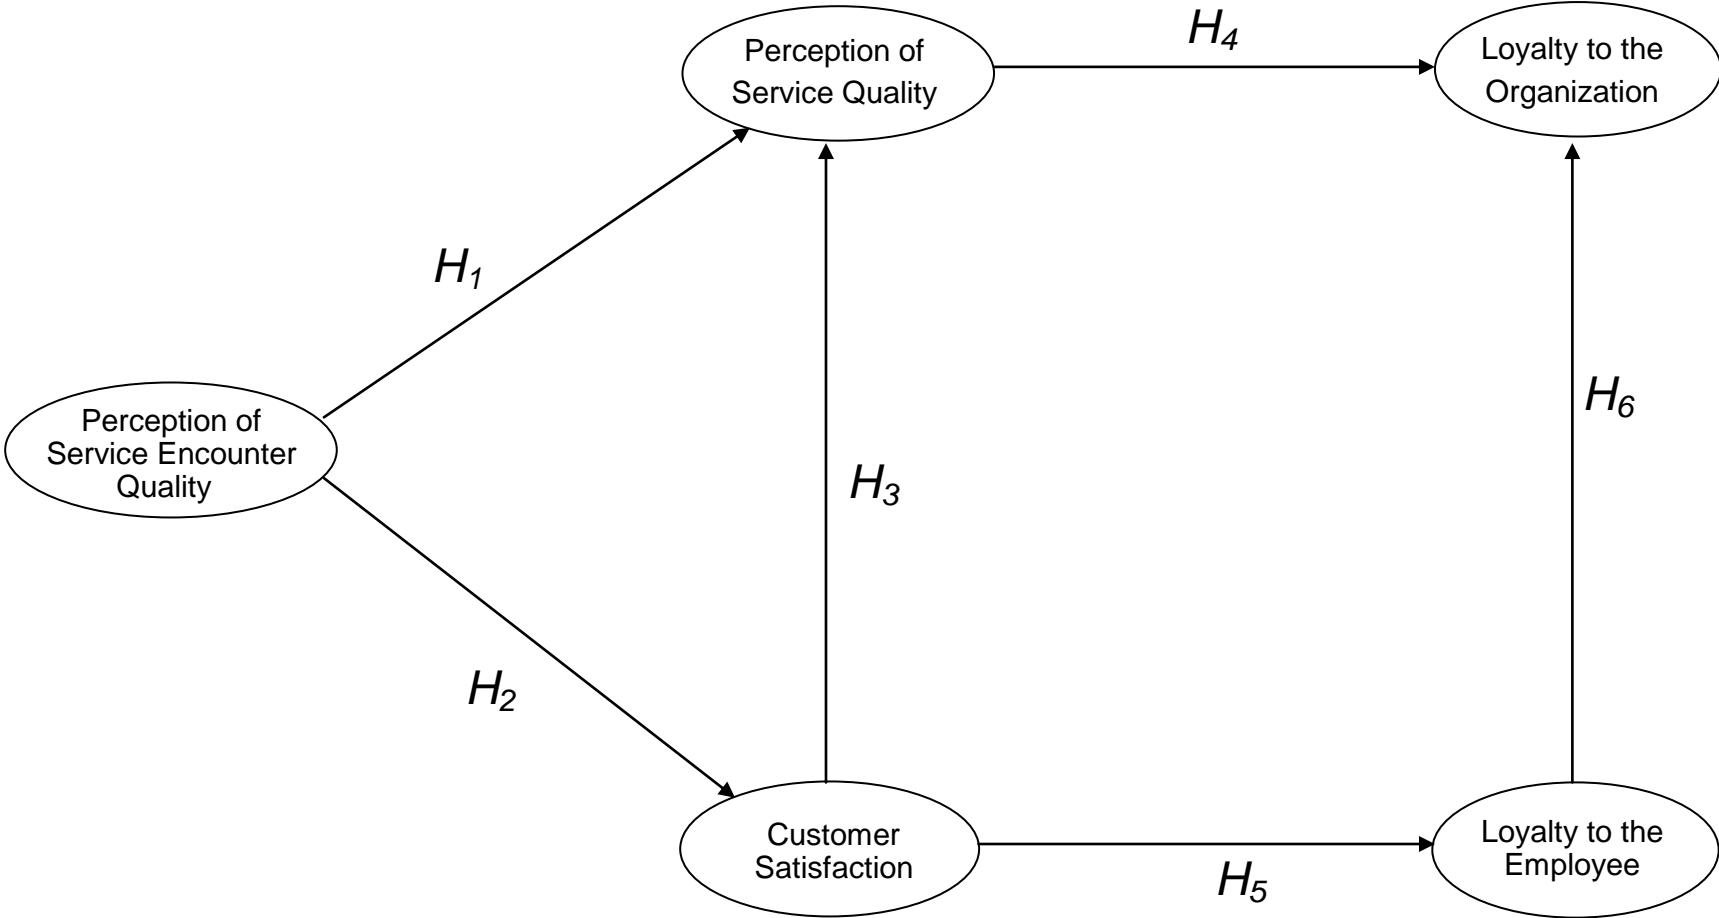 Perception of
Service Quality
H4
Loyalty to the
Organization
H1
Perception of
Service Encounter
Quality
H3
H6
H2
Customer
Satisfaction
H5
Loyalty to the
Employee